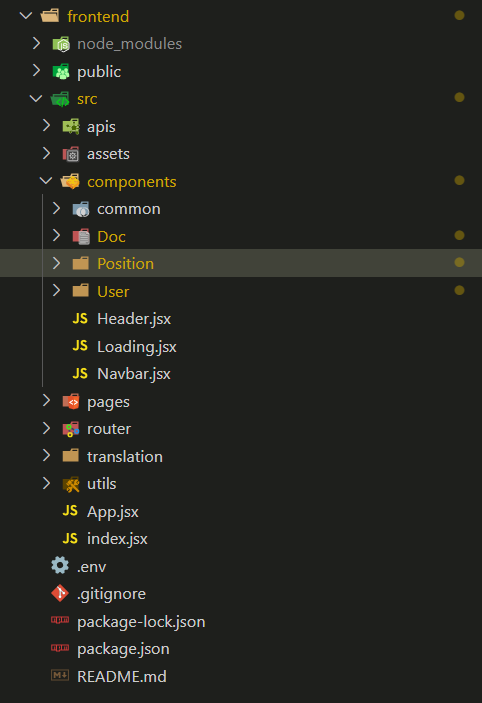 frontend
node_modules
public
src
apis
assets
components
common
Doc
Position
User
JS Header.jsx
JS Loading.jsx
JS Navbar.jsx
pages
router
translation
utils
JS App.jsx
JS index.jsx
.env
.gitignore
package-lock.json
package.json
README.md